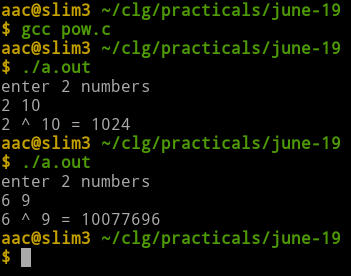 aac@slim3 ~/clg/practicals/june-19
$ gcc pow.c
aac@slim3 ~/clg/practicals/june-19
$ ./a.out
enter 2 numbers
2 10
2 ^ 10 = 1024
aac@slim3 ~/clg/practicals/june-19
$ ./a.out
enter 2 numbers
6 9
6 ^ 9 = 10077696
aac@slim3 ~/clg/practicals/june-19
$